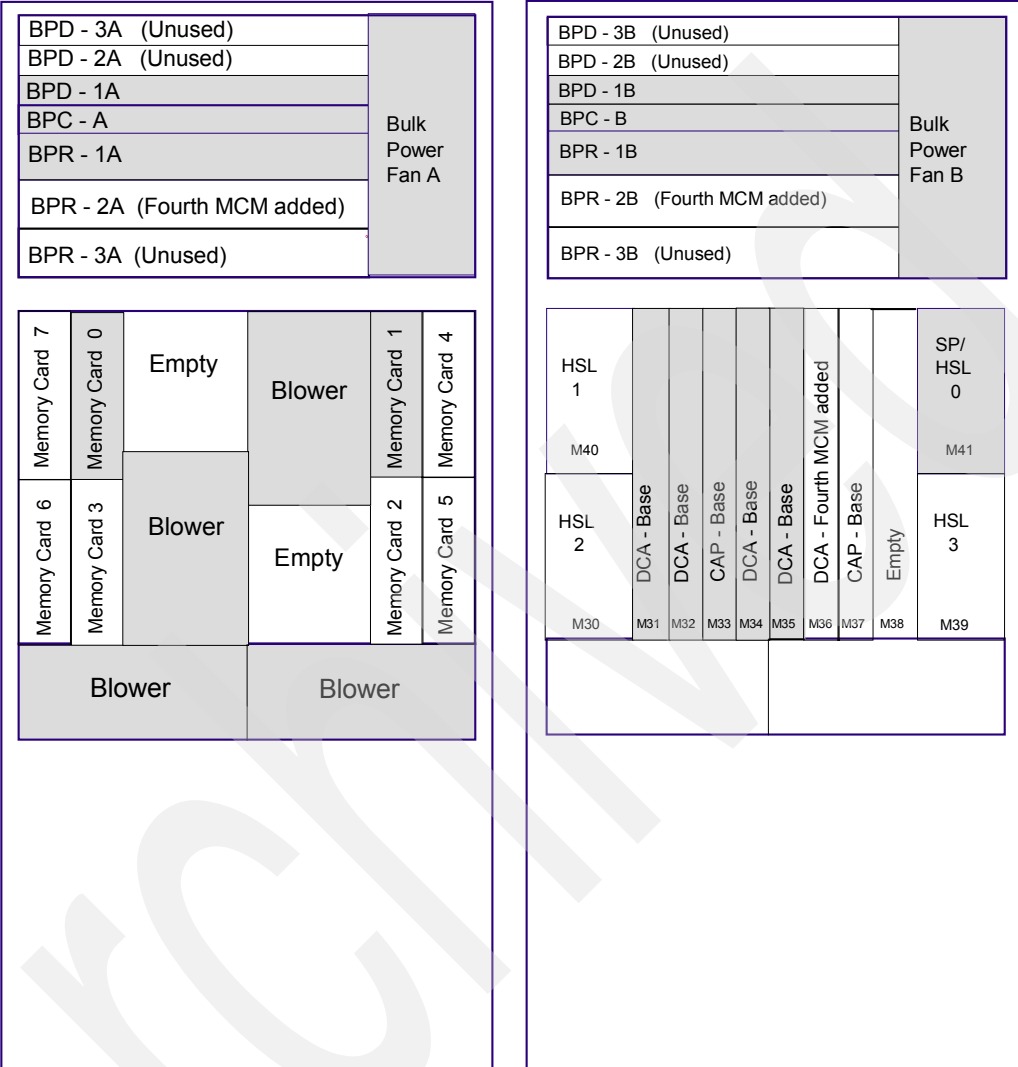 BPD - 3A (Unused)
BPD - 2A (Unused)
BPD - 1A
BPC - A
BPR - 1A
BPR - 2A (Fourth MCM added)
BPR - 3A (Unused)
Bulk
Power
Fan A
Memory Card 7
Memory Card 0
Empty
Blower
Memory Card 1
Memory Card 4
Memory Card 6
Memory Card 3
Blower
Empty
Memory Card 2
Memory Card 5
Blower
Blower
BPD - 3B (Unused)
BPD - 2B (Unused)
BPD - 1B
BPC - B
BPR - 1B
BPR - 2B (Fourth MCM added)
BPR - 3B (Unused)
Bulk
Power
Fan B
HSL
1
M40
HSL
2
M30
DCA - Base
M31
DCA - Base
M32
CAP - Base
M33
DCA - Base
M34
DCA - Base
M35
DCA - Fourth MCM added
M36
CAP - Base
M37
Empty
M38
SP/
HSL
0
M41
HSL
3
M39